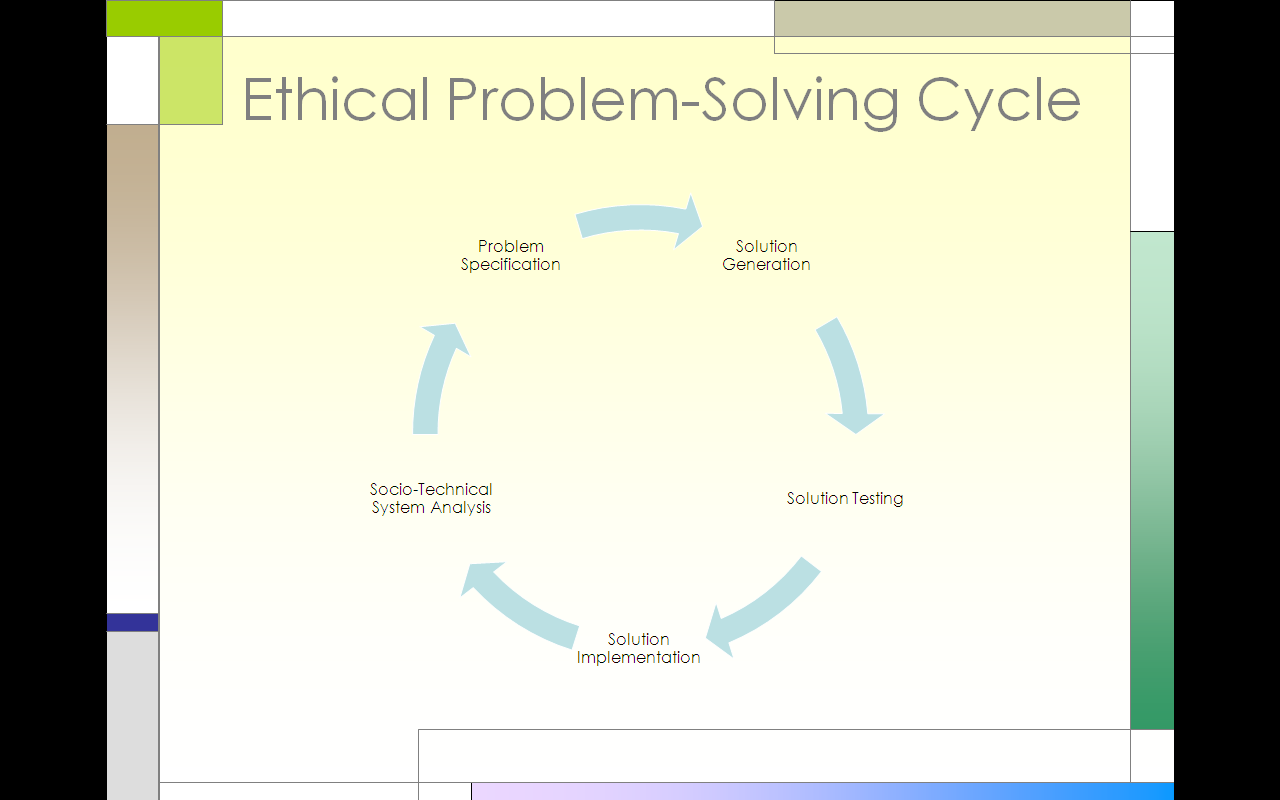 Ethical Problem-Solving Cycle
Problem
Specification
Solution
Generation
Solution Testing
Solution
Implementation
Socio-Technical
System Analysis